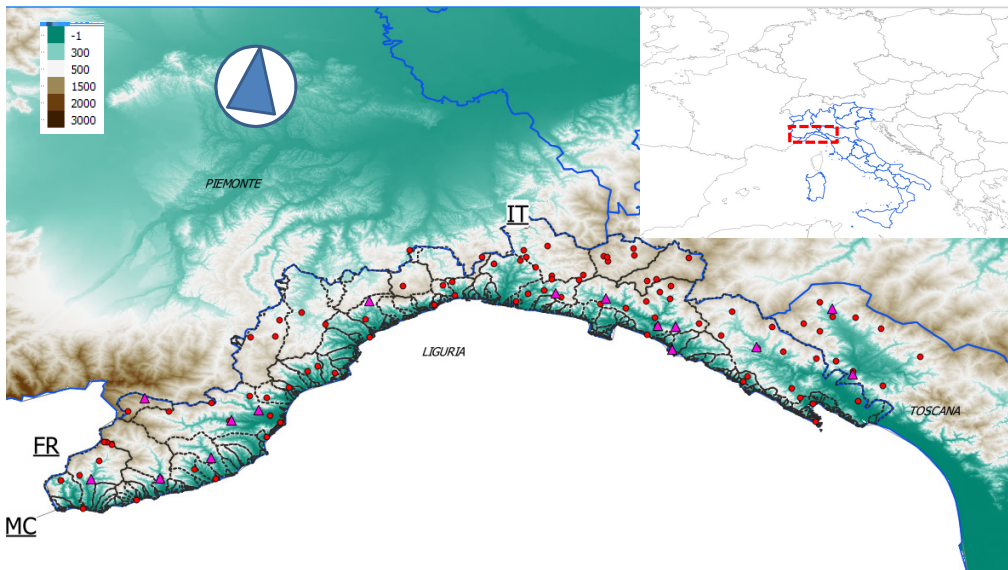 -1
300
500
1500
2000
3000
PIEMONTE
IT
LIGURIA
TOSCANA
FR
MC